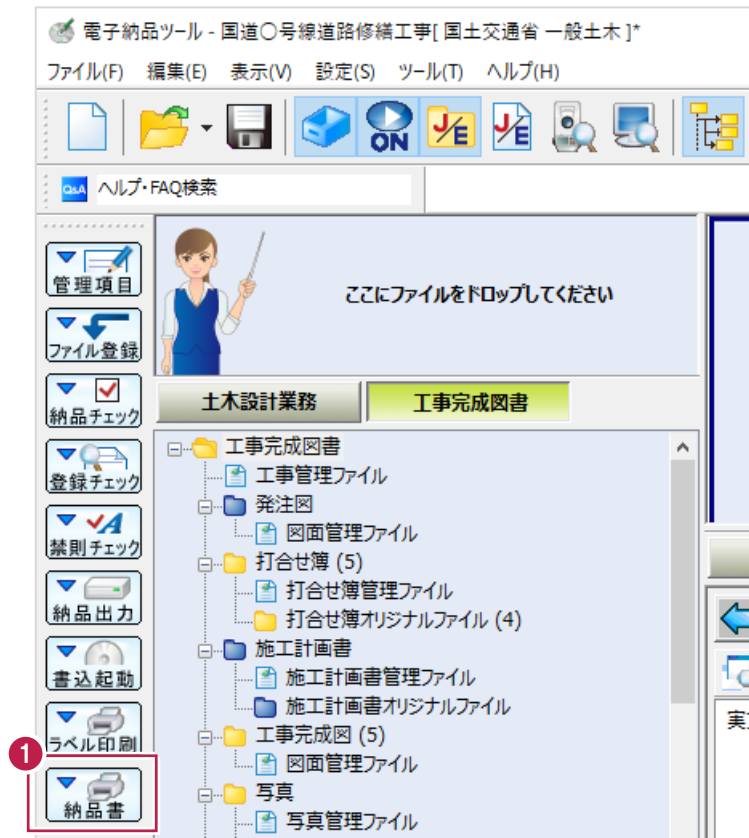 電子納品ツール - 国道〇号線道路修繕工事[ 国土交通省 一般土木 ]*
ファイル(F) 編集(E) 表示(V) 設定(S) ツール(T) ヘルプ(H)
ON J/E J/E
Q&A ヘルプ・FAQ検索
管理項目
ファイル登録
納品チェック
登録チェック
禁則チェック
納品出力
書込起動
ラベル印刷
1
納品書
ここにファイルをドロップしてください
土木設計業務 工事完成図書
工事完成図書
工事管理ファイル
発注図
図面管理ファイル
打合せ簿 (5)
打合せ簿管理ファイル
打合せ簿オリジナルファイル (4)
施工計画書
施工計画書管理ファイル
施工計画書オリジナルファイル
工事完成図 (5)
図面管理ファイル
写真
写真管理ファイル